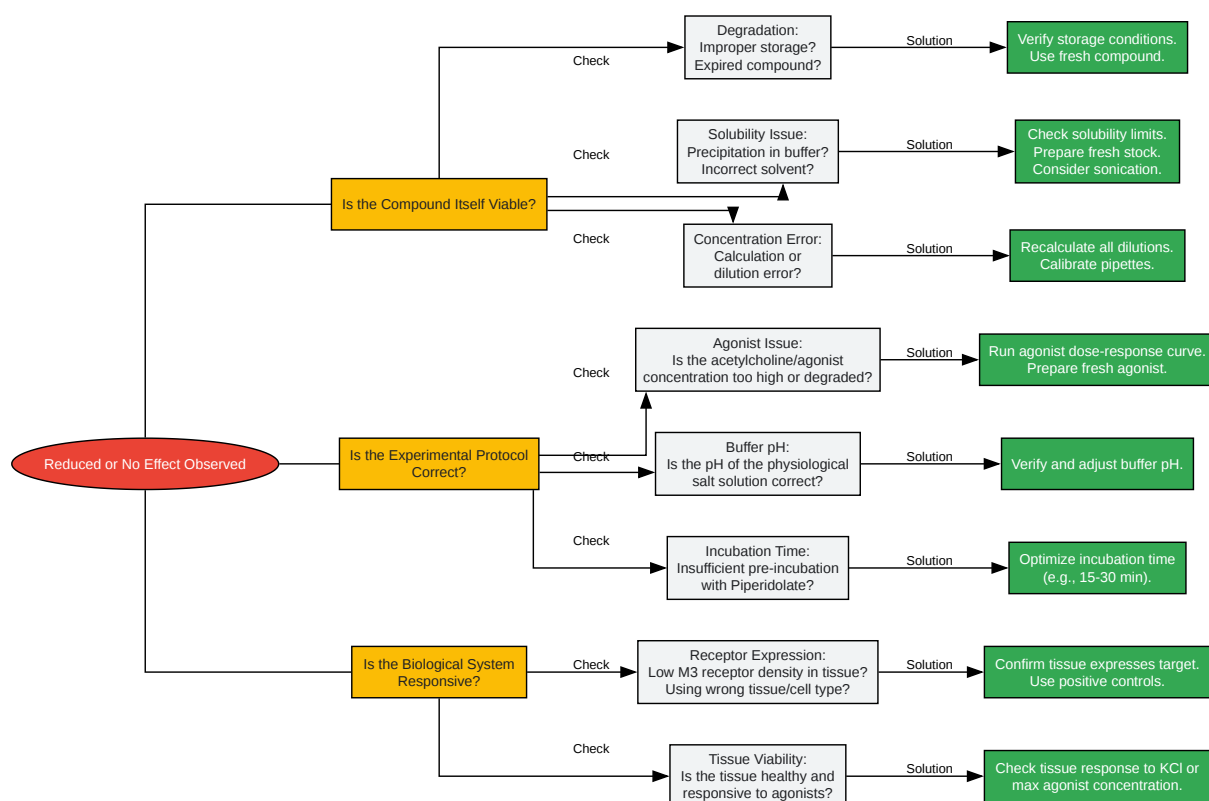 Degradation:
Improper storage?
Expired compound?
Check
Solution
Verify storage conditions.
Use fresh compound.
Solubility Issue:
Precipitation in buffer?
Incorrect solvent?
Check
Solution
Check solubility limits.
Prepare fresh stock.
Consider sonication.
Is the Compound Itself Viable?
Check
Concentration Error:
Calculation or
dilution error?
Solution
Recalculate all dilutions.
Calibrate pipettes.
Agonist Issue:
Is the acetylcholine/agonist
concentration too high or degraded?
Check
Solution
Run agonist dose-response curve.
Prepare fresh agonist.
Reduced or No Effect Observed
Is the Experimental Protocol
Correct?
Check
Buffer pH:
Is the pH of the physiological
salt solution correct?
Solution
Verify and adjust buffer pH.
Check
Incubation Time:
Insufficient pre-incubation
with Piperidolate?
Solution
Optimize incubation time
(e.g., 15-30 min).
Is the Biological System
Responsive?
Check
Receptor Expression:
Low M3 receptor density in tissue?
Using wrong tissue/cell type?
Solution
Confirm tissue expresses target.
Use positive controls.
Check
Tissue Viability:
Is the tissue healthy and
responsive to agonists?
Solution
Check tissue response to KCl or
max agonist concentration.